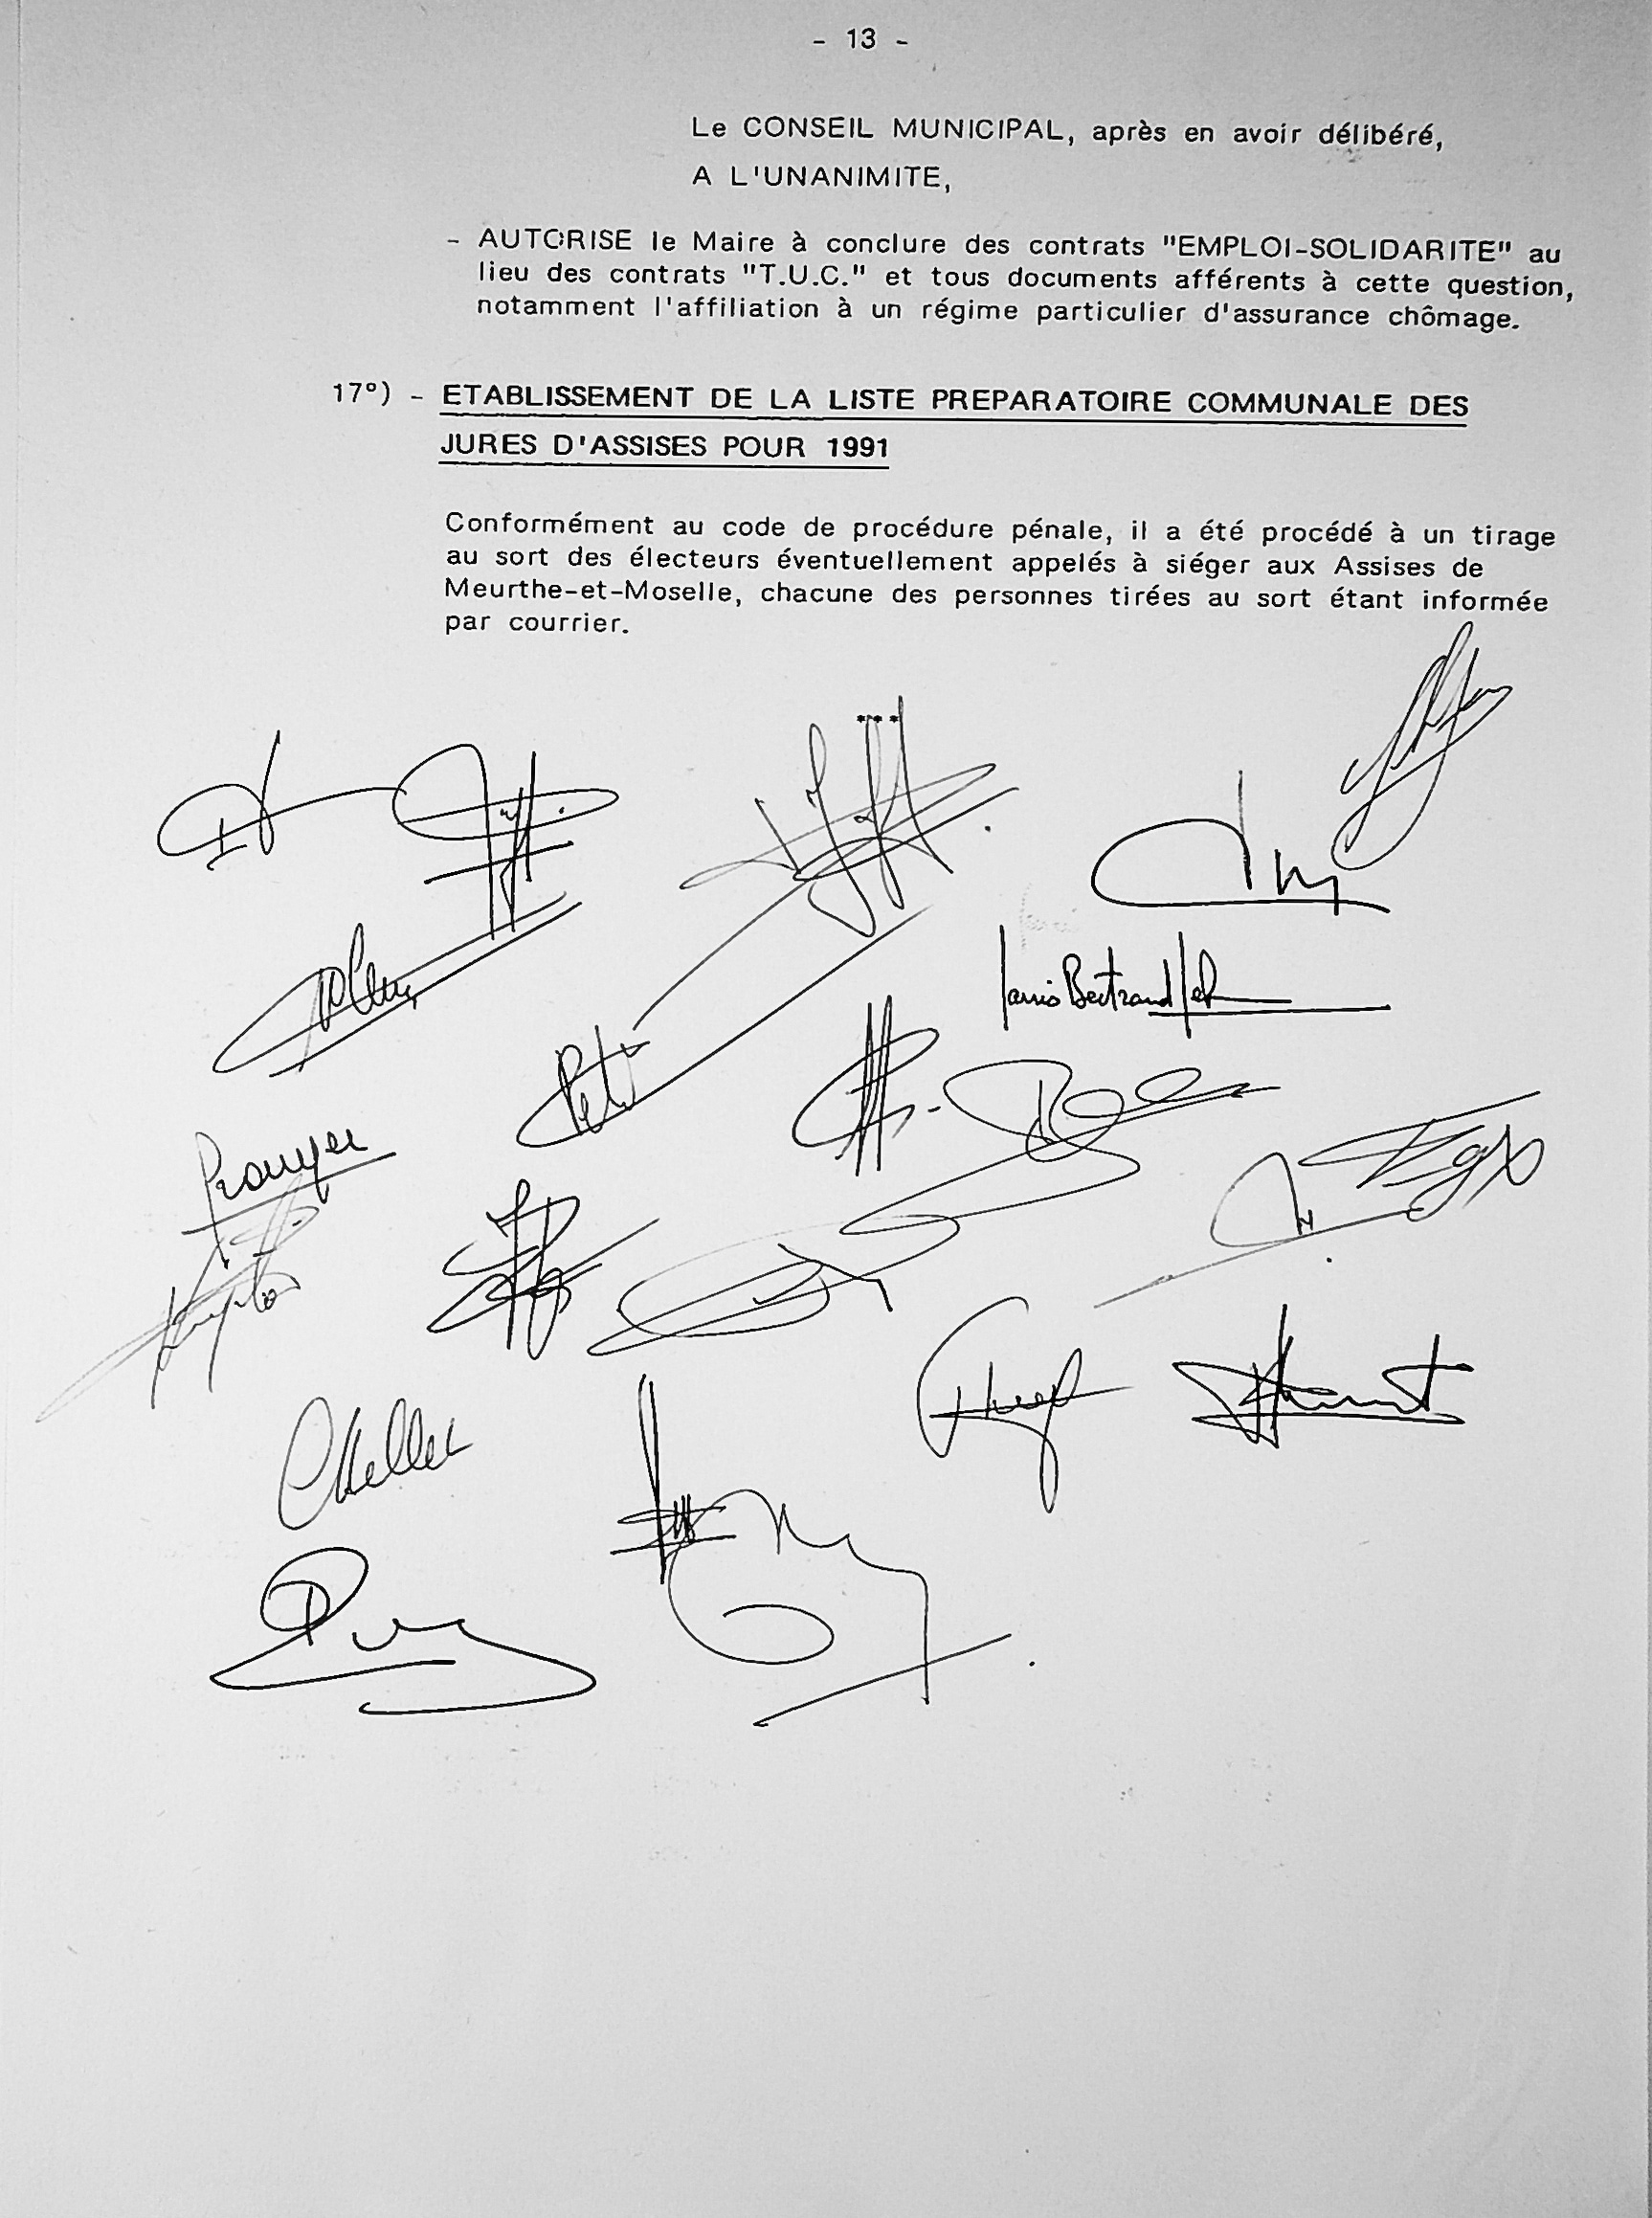 - 13 -
Le CONSEIL MUNICIPAL, après en avoir délibéré,
A L'UNANIMITE,
- AUTORISE le Maire à conclure des contrats "EMPLOI-SOLIDARITE" au
lieu des contrats "T.U.C." et tous documents afférents à cette question,
notamment l'affiliation à un régime particulier d'assurance chômage.
17°) - ETABLISSEMENT DE LA LISTE PREPARATOIRE COMMUNALE DES
JURES D'ASSISES POUR 1991
Conformément au code de procédure pénale, il a été procédé à un tirage
au sort des électeurs éventuellement appelés à siéger aux Assises de
Meurthe-et-Moselle, chacune des personnes tirées au sort étant informée
par courrier.
***
Bertrand